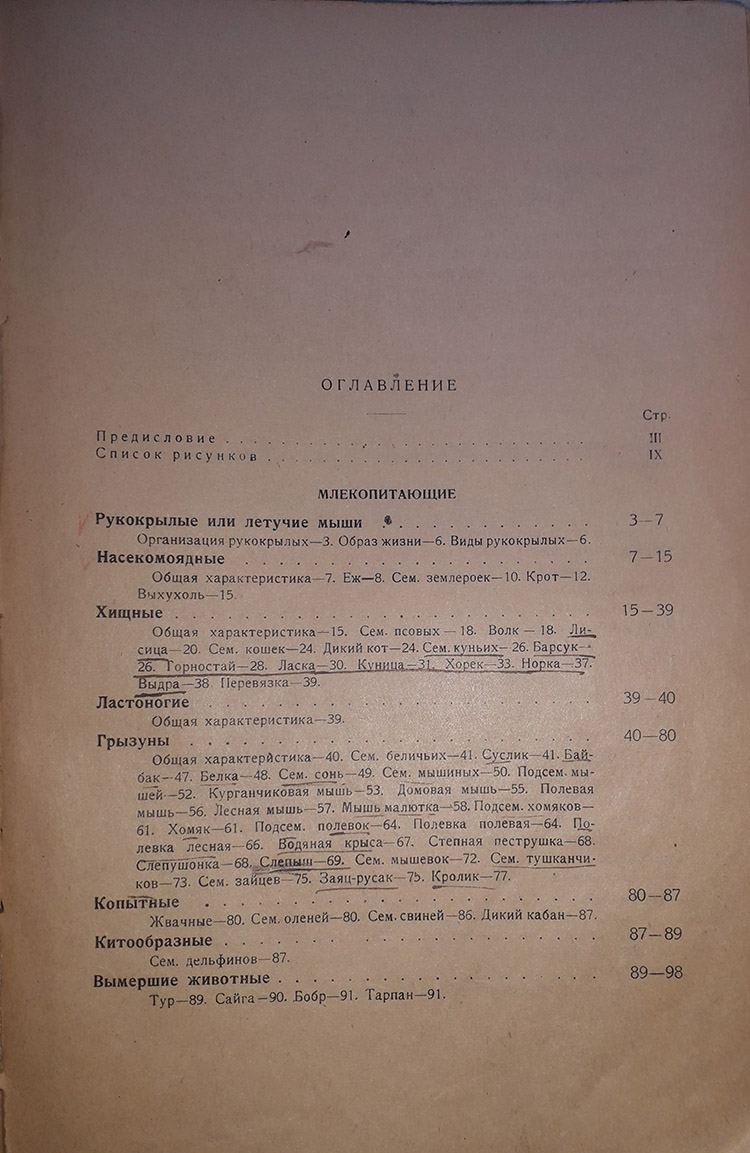 ОГЛАВЛЕНИЕ
Стр.
Предисловие . . . . . . . . . . . . . . . . . . . . . . . . . . III
Список рисунков . . . . . . . . . . . . . . . . . . . . . . . IX
МЛЕКОПИТАЮЩИЕ
Рукокрылые или летучие мыши . . . . . . . . . . . . 3—7
Организация рукокрылых—3. Образ жизни—6. Виды рукокрылых—6.
Насекомоядные . . . . . . . . . . . . . . . . . . . 7—15
Общая характеристика—7. Еж—8. Сем. землероек—10. Крот—12.
Выхухоль—15.
Хищные . . . . . . . . . . . . . . . . . . . . . . 15—39
Общая характеристика—15. Сем. псовых—18. Волк—18. Ли-
сица—20. Сем. кошек—24. Дикий кот—24. Сем. куньих—26. Барсук—
26. Горностай—28. Ласка—30. Куница—31. Хорек—33. Норка—37.
Выдра—38. Перевязка—39.
Ластоногие . . . . . . . . . . . . . . . . . . . . 39—40
Общая характеристика—39.
Грызуны . . . . . . . . . . . . . . . . . . . . . 40—80
Общая характеристика—40. Сем. беличьих—41. Суслик—41. Бай-
бак—47. Белка—48. Сем. сонь—49. Сем. мышиных—50. Подсем. мы-
шей—52. Курганчиковая мышь—53. Домовая мышь—55. Полевая
мышь—56. Лесная мышь—57. Мышь малютка—58. Подсем. хомяков—
61. Хомяк—61. Подсем. полевок—64. Полевка полевая—64. По-
левка лесная—66. Водяная крыса—67. Степная пеструшка—68.
Слепушонка—68. Слепыш—69. Сем. мышевок—72. Сем. тушканчи-
ков—73. Сем. зайцев—75. Заяц-русак—75. Кролик—77.
Копытные . . . . . . . . . . . . . . . . . . . . . 80—87
Жвачные—80. Сем. оленей—80. Сем. свиней—86. Дикий кабан—87.
Китообразные . . . . . . . . . . . . . . . . . . . 87—89
Сем. дельфинов—87.
Вымершие животные . . . . . . . . . . . . . . . . 89—98
Тур—89. Сайга—90. Бобр—91. Тарпан—91.